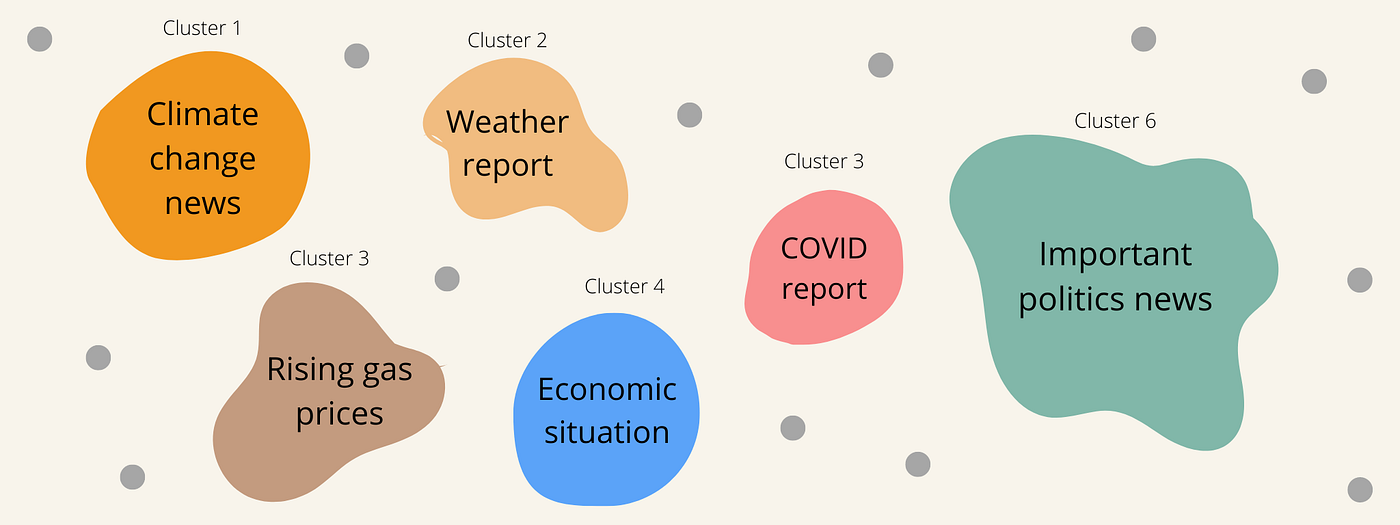 Cluster 1
Climate
change
news
Cluster 2
Weather
report
Cluster 3
Rising gas
prices
Cluster 4
Economic
situation
Cluster 3
COVID
report
Cluster 6
Important
politics news